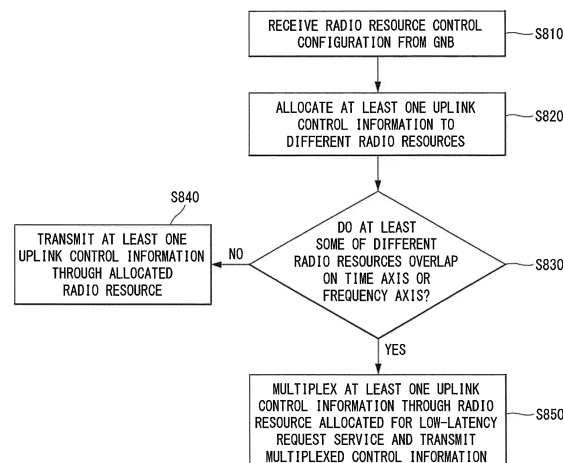 RECEIVE RADIO RESOURCE CONTROL
CONFIGURATION FROM GNB
S810
ALLOCATE AT LEAST ONE UPLINK
CONTROL INFORMATION TO
DIFFERENT RADIO RESOURCES
S820
S840
TRANSMIT AT LEAST ONE
UPLINK CONTROL INFORMATION
THROUGH ALLOCATED
RADIO RESOURCE
NO
DO AT LEAST
SOME OF DIFFERENT
RADIO RESOURCES OVERLAP
ON TIME AXIS OR
FREQUENCY AXIS?
S830
YES
MULTIPLEX AT LEAST ONE UPLINK
CONTROL INFORMATION THROUGH RADIO
RESOURCE ALLOCATED FOR LOW-LATENCY
REQUEST SERVICE AND TRANSMIT
MULTIPLEXED CONTROL INFORMATION
S850